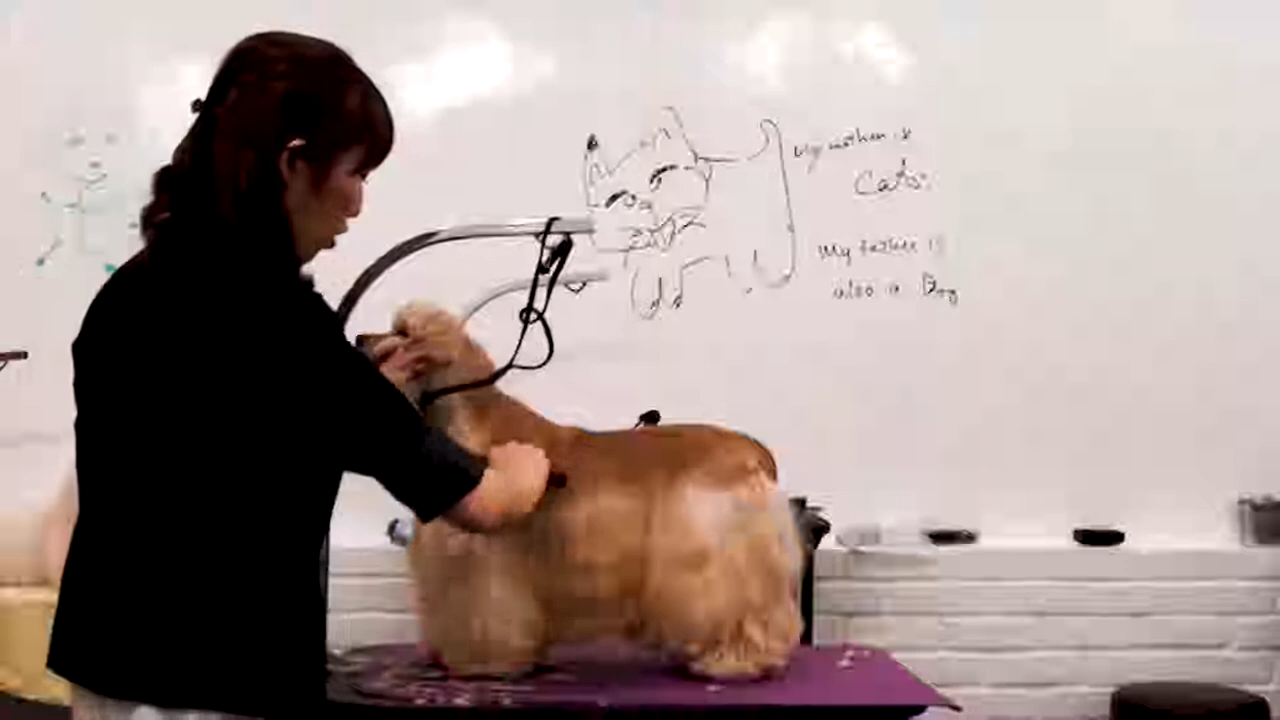 My mother is
Cats.
My father is
also a Dog